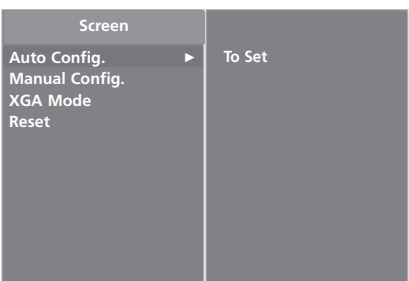 Screen
Auto Config. ► To Set
Manual Config.
XGA Mode
Reset